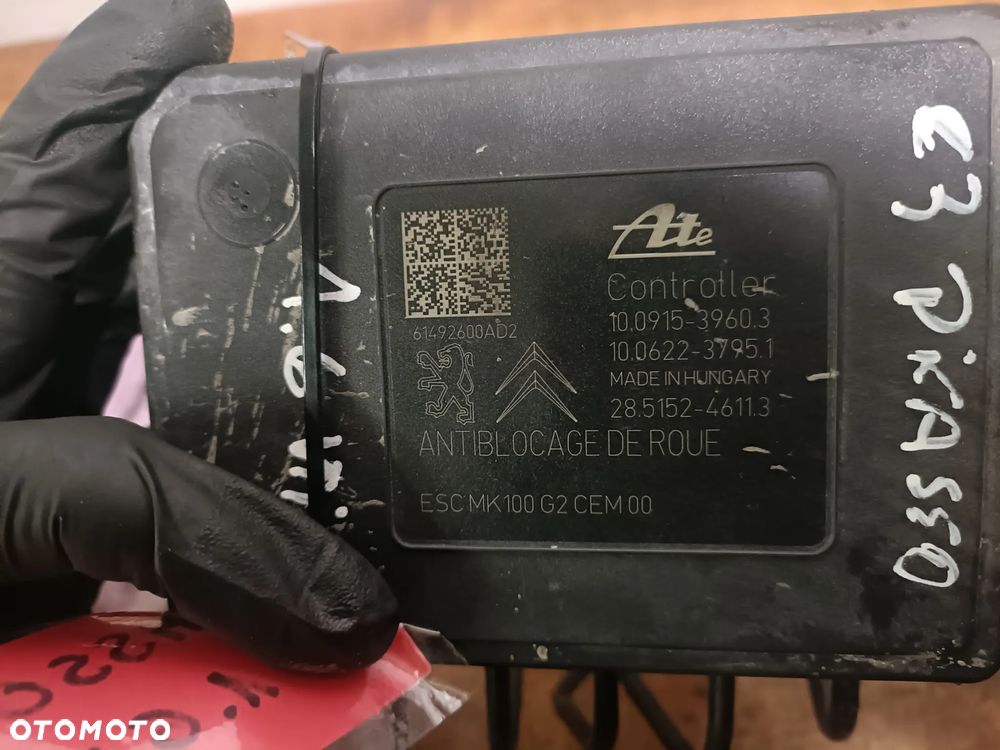 Ate
Controller
10.0915-3960.3
10.0622-3795.1
MADE IN HUNGARY
28.5152-4611.3
61492600AD2
ANTIBLOCAGE DE ROUE
ESC MK100 G2 CEM 00
PICASSO
OTOMOTO